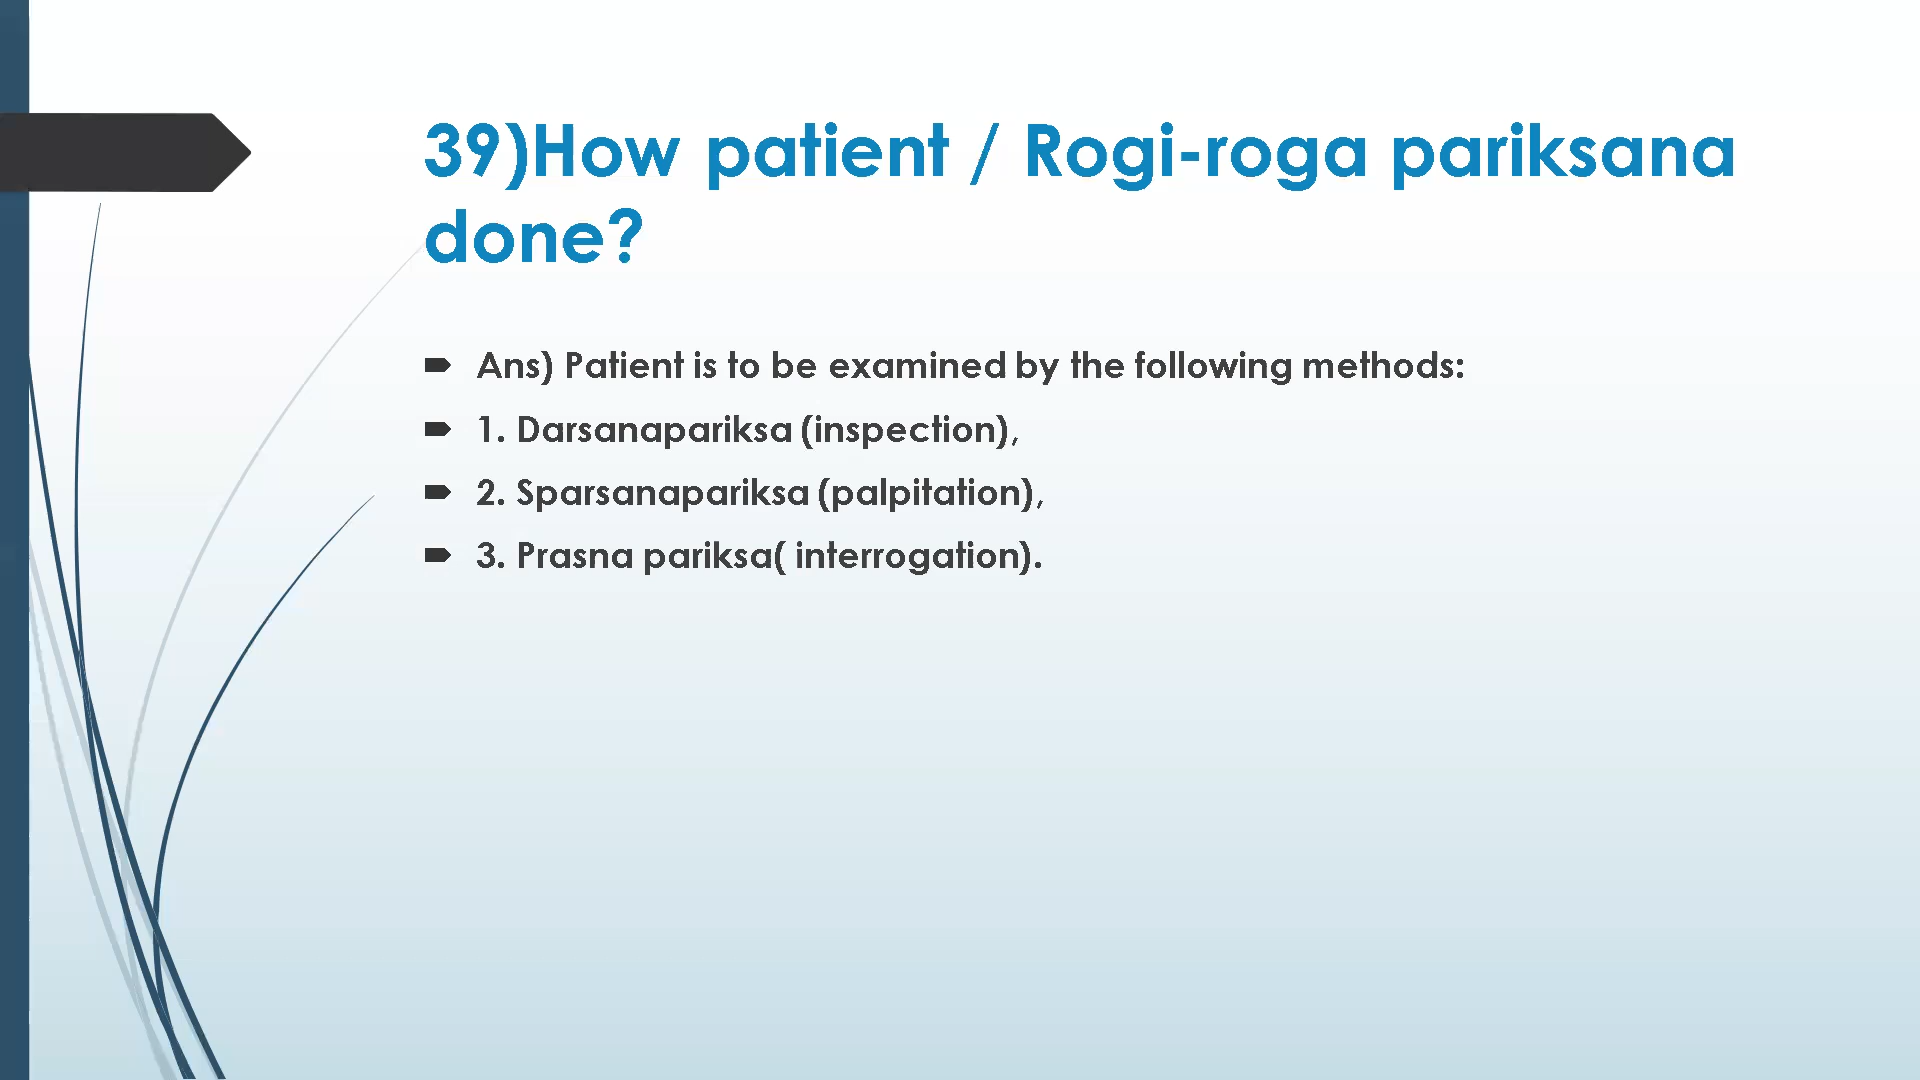 39)How patient / Rogi-roga pariksana
done?
Ans) Patient is to be examined by the following methods:
1. Darsanapariksa (inspection),
2. Sparsanapariksa (palpitation),
3. Prasna pariksa( interrogation).